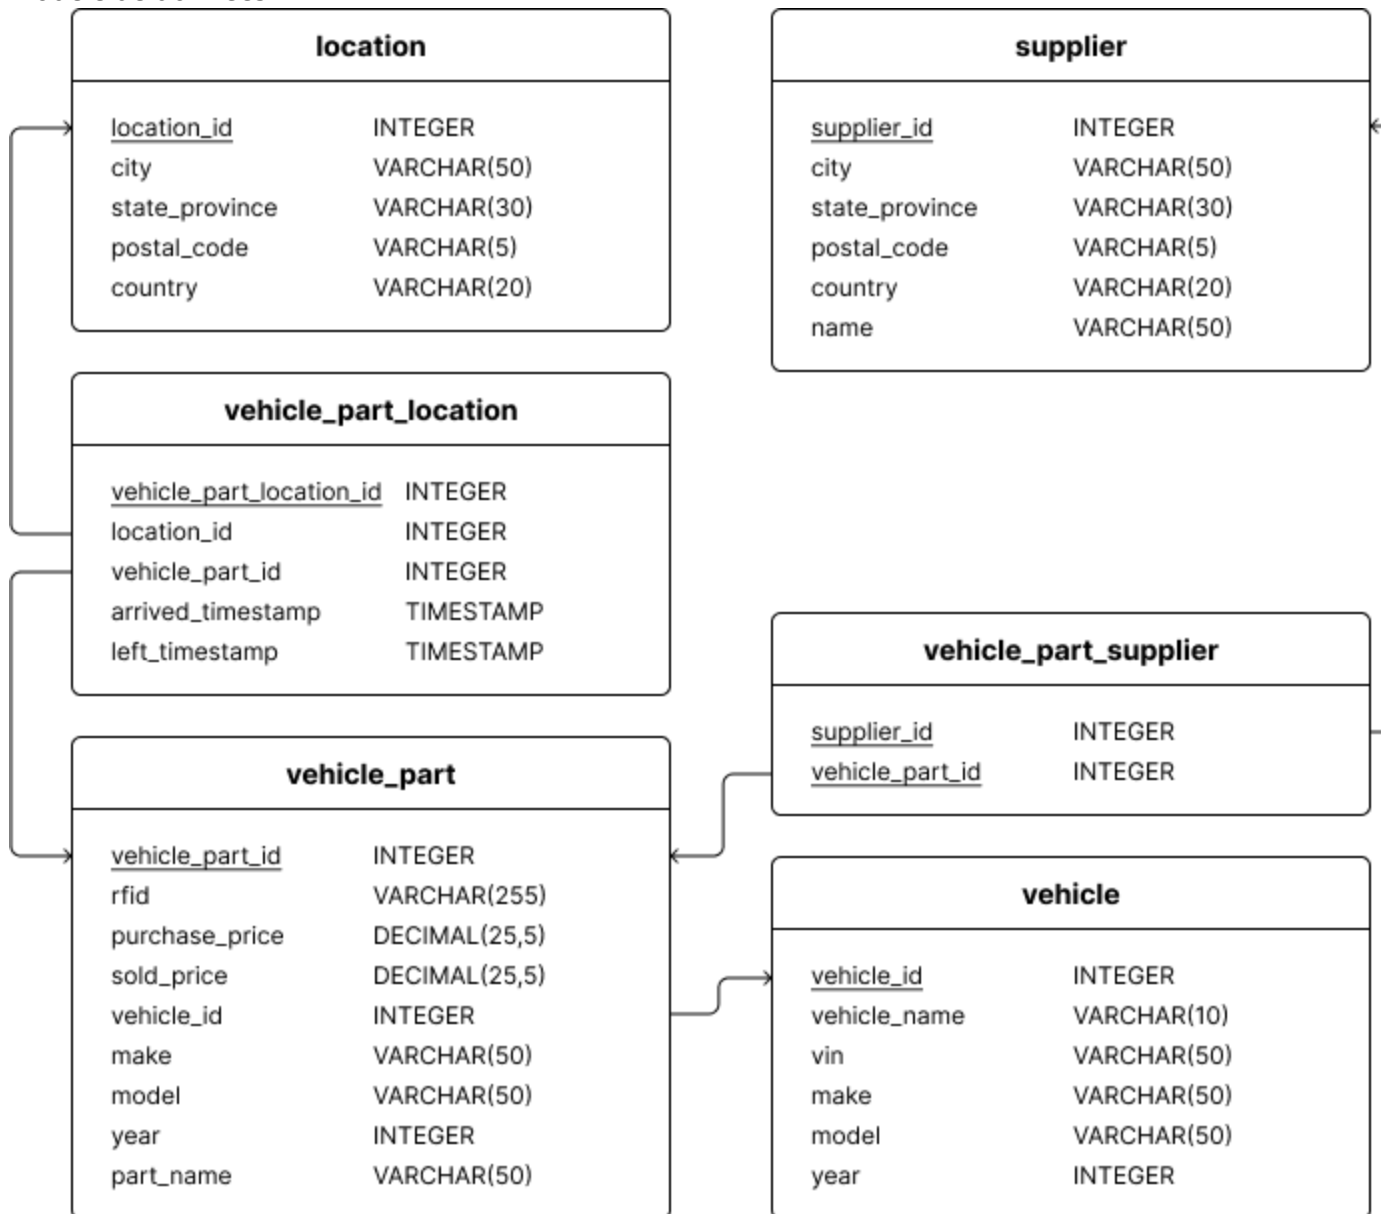 location
location_id INTEGER
city VARCHAR(50)
state_province VARCHAR(30)
postal_code VARCHAR(5)
country VARCHAR(20)
supplier
supplier_id INTEGER
city VARCHAR(50)
state_province VARCHAR(30)
postal_code VARCHAR(5)
country VARCHAR(20)
name VARCHAR(50)
vehicle_part_location
vehicle_part_location_id INTEGER
location_id INTEGER
vehicle_part_id INTEGER
arrived_timestamp TIMESTAMP
left_timestamp TIMESTAMP
vehicle_part_supplier
supplier_id INTEGER
vehicle_part_id INTEGER
vehicle_part
vehicle_part_id INTEGER
rfid VARCHAR(255)
purchase_price DECIMAL(25,5)
sold_price DECIMAL(25,5)
vehicle_id INTEGER
make VARCHAR(50)
model VARCHAR(50)
year INTEGER
part_name VARCHAR(50)
vehicle
vehicle_id INTEGER
vehicle_name VARCHAR(10)
vin VARCHAR(50)
make VARCHAR(50)
model VARCHAR(50)
year INTEGER